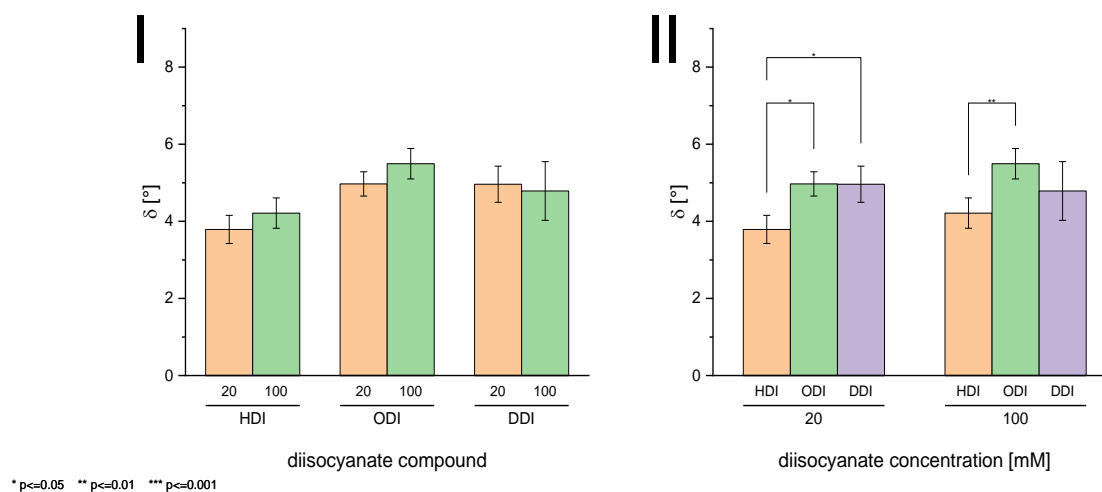 I
8
6
4
2
0
δ [°]
20 100 20 100 20 100
HDI ODI DDI
diisocyanate compound
II
8
6
4
2
0
δ [°]
* * **
HDI ODI DDI HDI ODI DDI
20 100
diisocyanate concentration [mM]
* p<=0.05 ** p<=0.01 *** p<=0.001